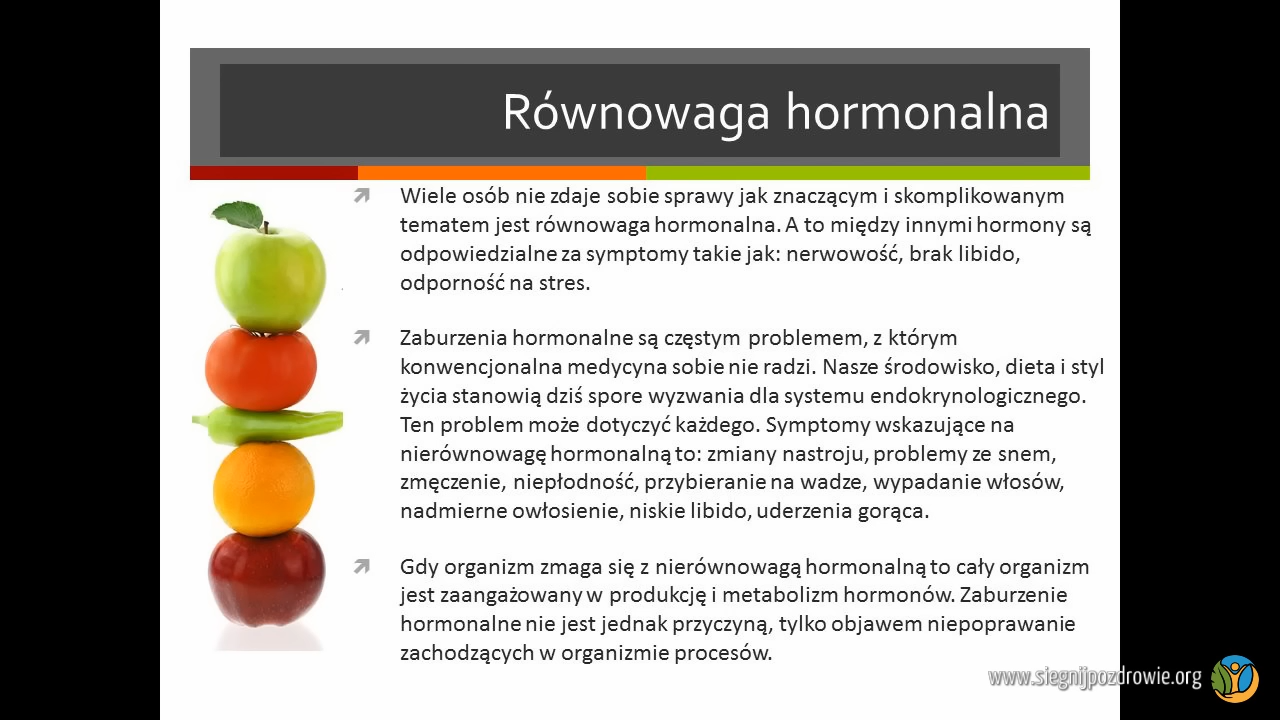 Równowaga hormonalna
Wiele osób nie zdaje sobie sprawy jak znaczącym i skomplikowanym
tematem jest równowaga hormonalna. A to między innymi hormony są
odpowiedzialne za symptomy takie jak: nerwowość, brak libido,
odporność na stres.
Zaburzenia hormonalne są częstym problemem, z którym
konwencjonalna medycyna sobie nie radzi. Nasze środowisko, dieta i styl
życia stanowią dziś spore wyzwania dla systemu endokrynologicznego.
Ten problem może dotyczyć każdego. Symptomy wskazujące na
nierównowagę hormonalną to: zmiany nastroju, problemy ze snem,
zmęczenie, niepłodność, przybieranie na wadze, wypadanie włosów,
nadmierne owłosienie, niskie libido, uderzenia gorąca.
Gdy organizm zmaga się z nierównowagą hormonalną to cały organizm
jest zaangażowany w produkcję i metabolizm hormonów. Zaburzenie
hormonalne nie jest jednak przyczyną, tylko objawem niepoprawanie
zachodzących w organizmie procesów.
www.siegnijpozdrowie.org